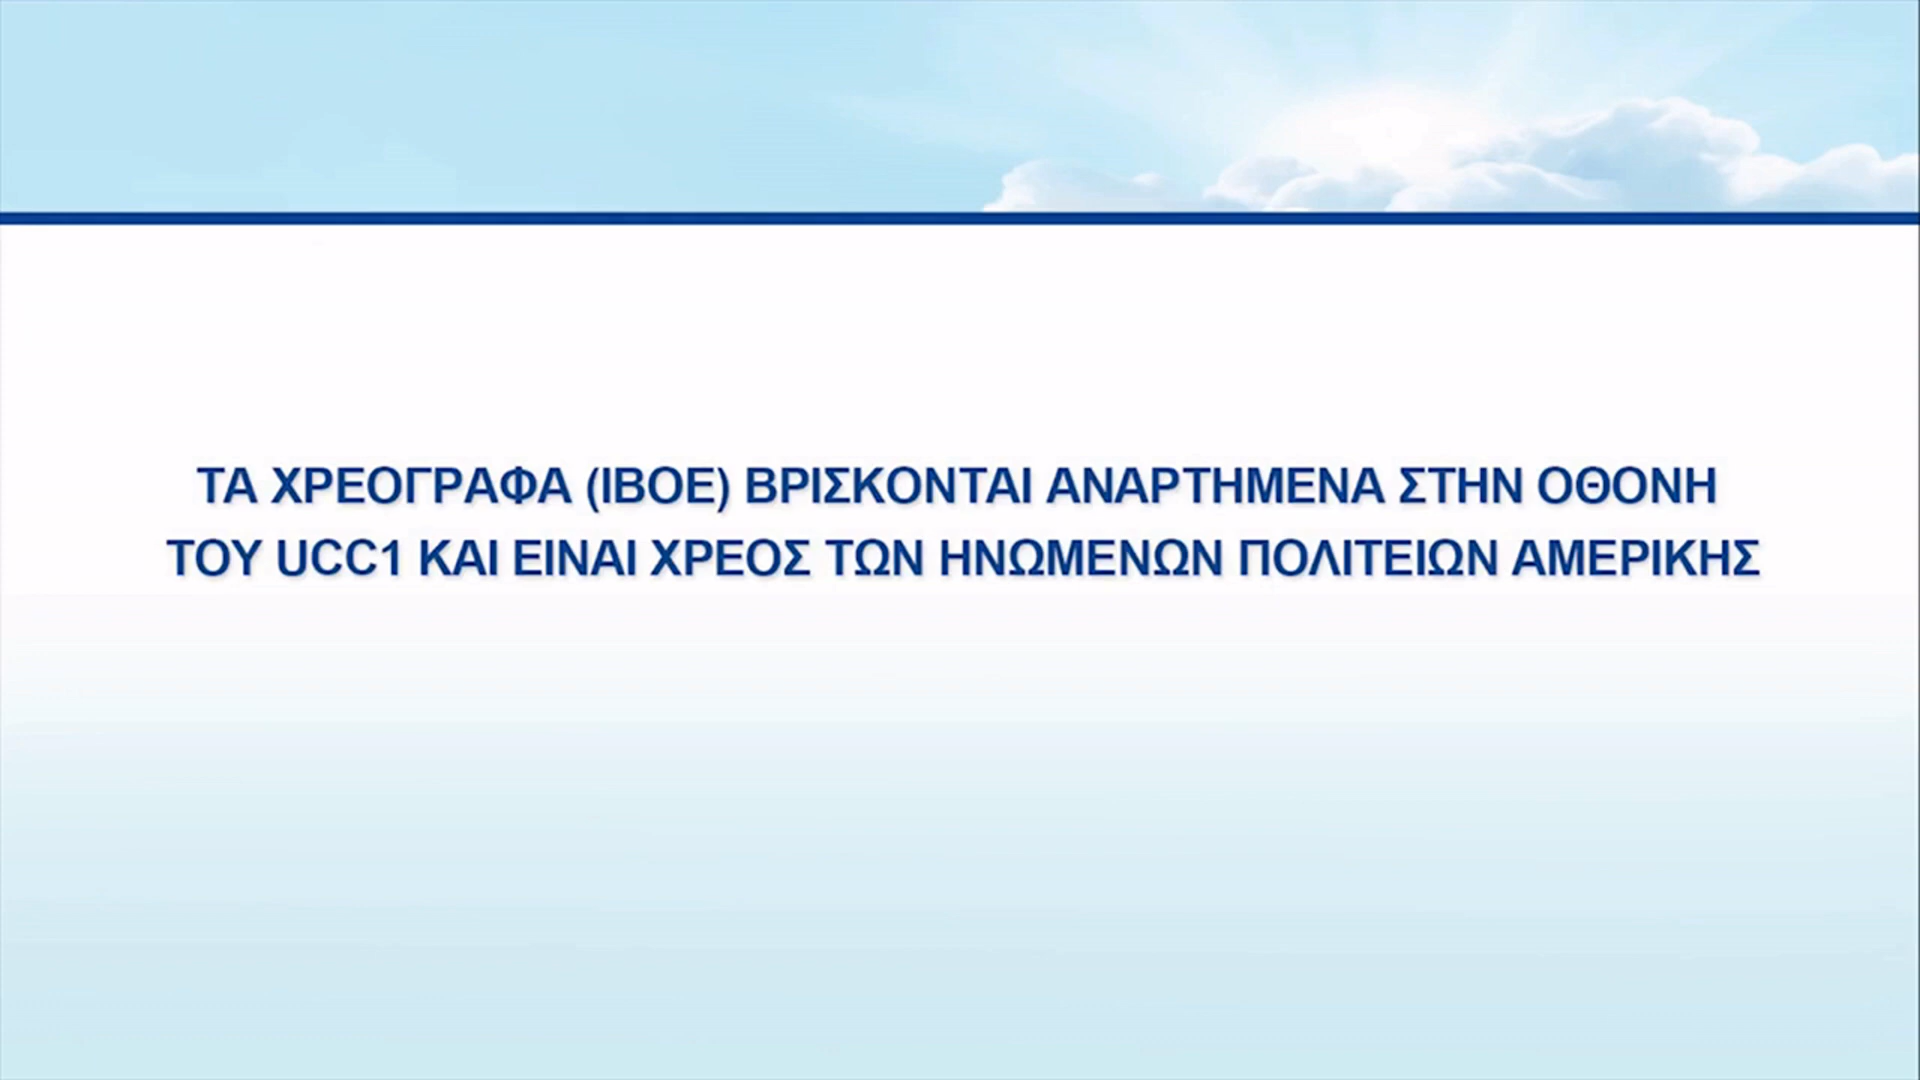 ΤΑ ΧΡΕΟΓΡΑΦΑ (IBOE) ΒΡΙΣΚΟΝΤΑΙ ΑΝΑΡΤΗΜΕΝΑ ΣΤΗΝ ΟΘΟΝΗ
ΤΟΥ UCC1 ΚΑΙ ΕΙΝΑΙ ΧΡΕΟΣ ΤΩΝ ΗΝΩΜΕΝΩΝ ΠΟΛΙΤΕΙΩΝ ΑΜΕΡΙΚΗΣ